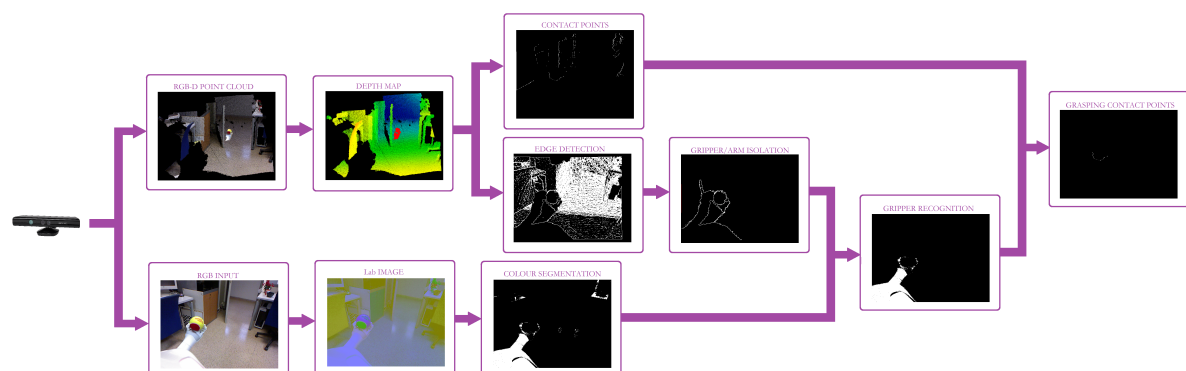 CONTACT POINTS
RGB-D POINT CLOUD
DEPTH MAP
GRASPING CONTACT POINTS
EDGE DETECTION
GRIPPER/ARM ISOLATION
GRIPPER RECOGNITION
RGB INPUT
Lab IMAGE
COLOUR SEGMENTATION